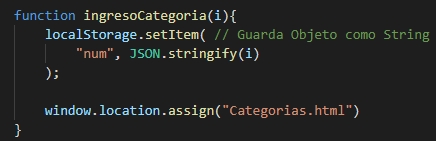 function ingresoCategoria(i){
    localStorage.setItem( // Guarda Objeto como String
        "num", JSON.stringify(i)
    );

    window.location.assign("Categorias.html")
}